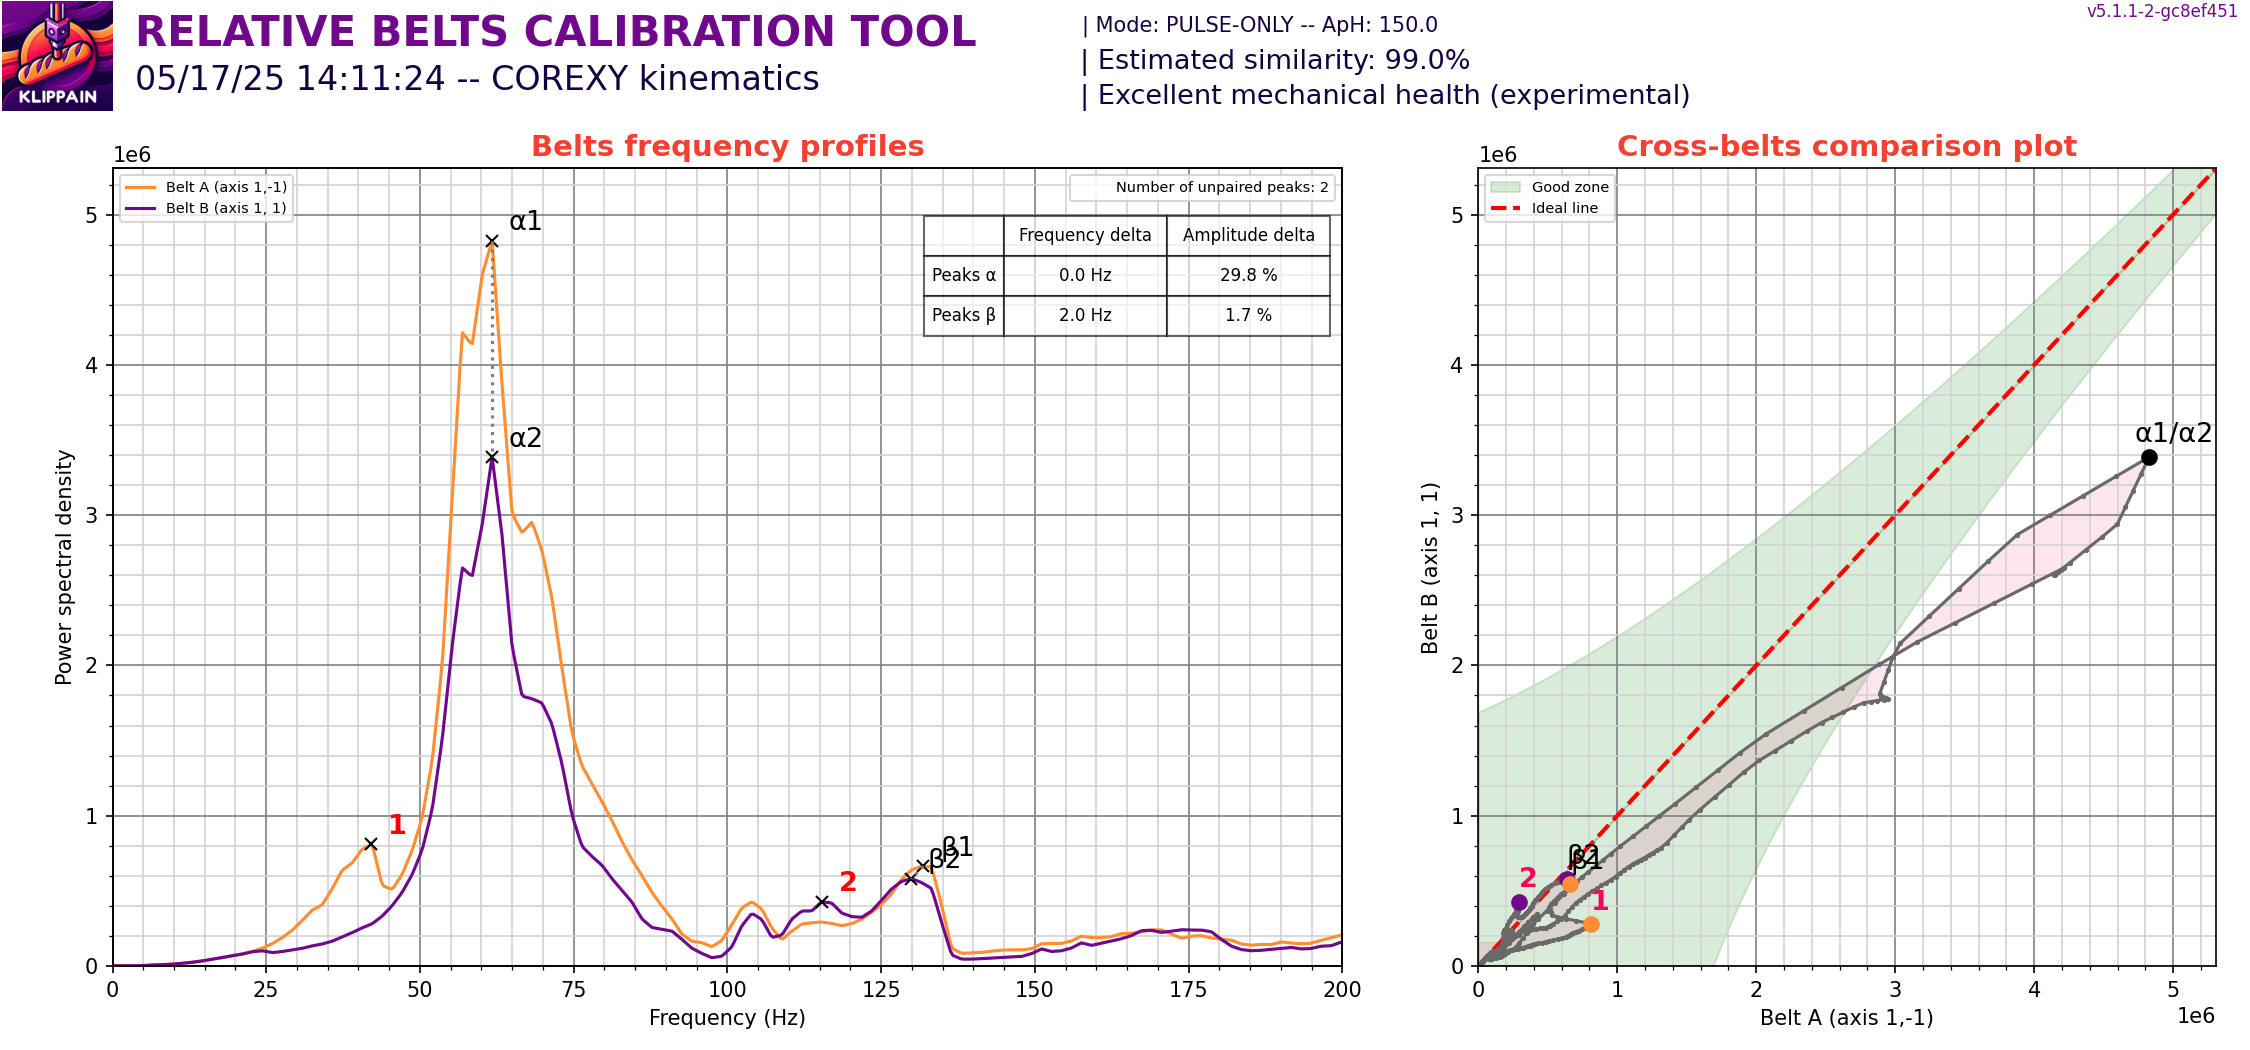 KLIPPAIN
RELATIVE BELTS CALIBRATION TOOL
05/17/25 14:11:24 -- COREXY kinematics
| Mode: PULSE-ONLY -- ApH: 150.0
| Estimated similarity: 99.0%
| Excellent mechanical health (experimental)
v5.1.1-2-gc8ef451
Belts frequency profiles
1e6
Belt A (axis 1,-1)
Belt B (axis 1, 1)
Number of unpaired peaks: 2
Frequency delta Amplitude delta
Peaks α 0.0 Hz 29.8 %
Peaks β 2.0 Hz 1.7 %
α1
α2
1
2
β1
β2
Power spectral density
5
4
3
2
1
0
0 25 50 75 100 125 150 175 200
Frequency (Hz)
Cross-belts comparison plot
1e6
Good zone
Ideal line
α1/α2
β2
β1
2
1
Belt B (axis 1, 1)
5
4
3
2
1
0
0 1 2 3 4 5
Belt A (axis 1,-1)
1e6